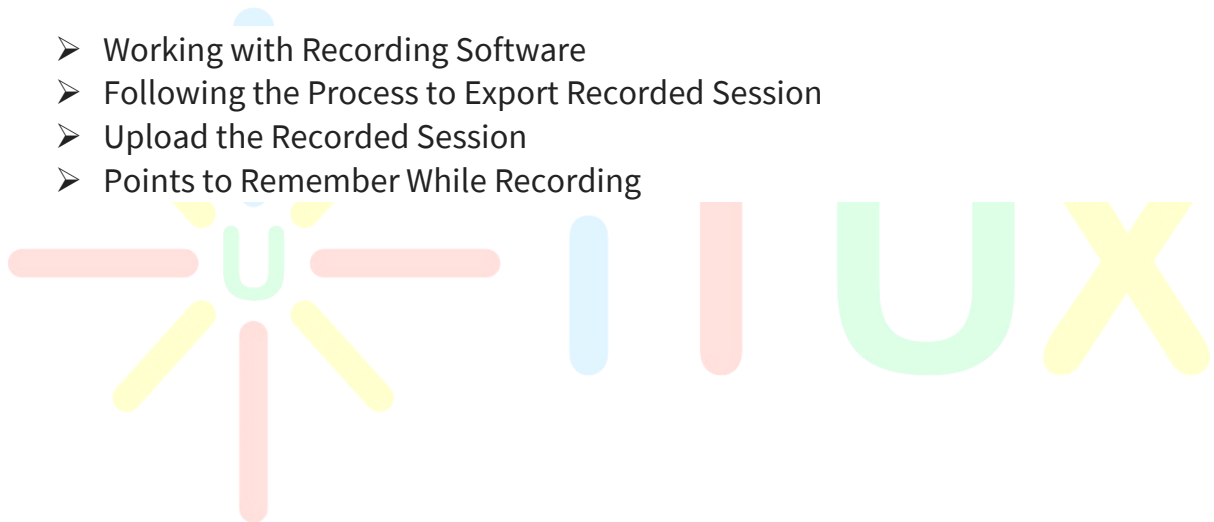 ➢ Working with Recording Software
➢ Following the Process to Export Recorded Session
➢ Upload the Recorded Session
➢ Points to Remember While Recording
U I I U X